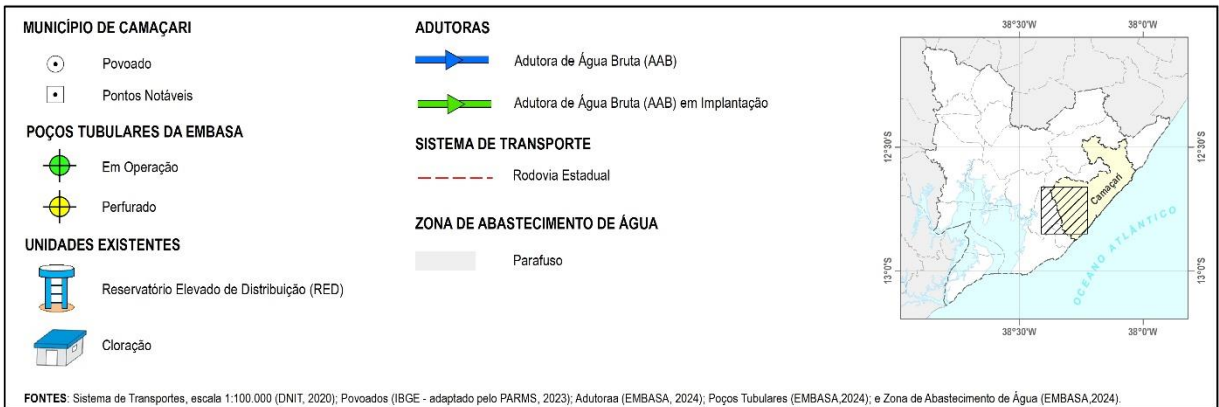 MUNICÍPIO DE CAMAÇARI
Povoado
Pontos Notáveis
POÇOS TUBULARES DA EMBASA
Em Operação
Perfurado
UNIDADES EXISTENTES
Reservatório Elevado de Distribuição (RED)
Cloração
ADUTORAS
Adutora de Água Bruta (AAB)
Adutora de Água Bruta (AAB) em Implantação
SISTEMA DE TRANSPORTE
Rodovia Estadual
ZONA DE ABASTECIMENTO DE ÁGUA
Parafuso
38°30'W 38°0'W
12°30'S 12°30'S
Camaçari
OCEANO ATLÂNTICO
13°0'S 13°0'S
38°30'W 38°0'W
FONTES: Sistema de Transportes, escala 1:100.000 (DNIT, 2020); Povoados (IBGE - adaptado pelo PARMS, 2023); Adutoraa (EMBASA, 2024); Poços Tubulares (EMBASA,2024); e Zona de Abastecimento de Água (EMBASA,2024).